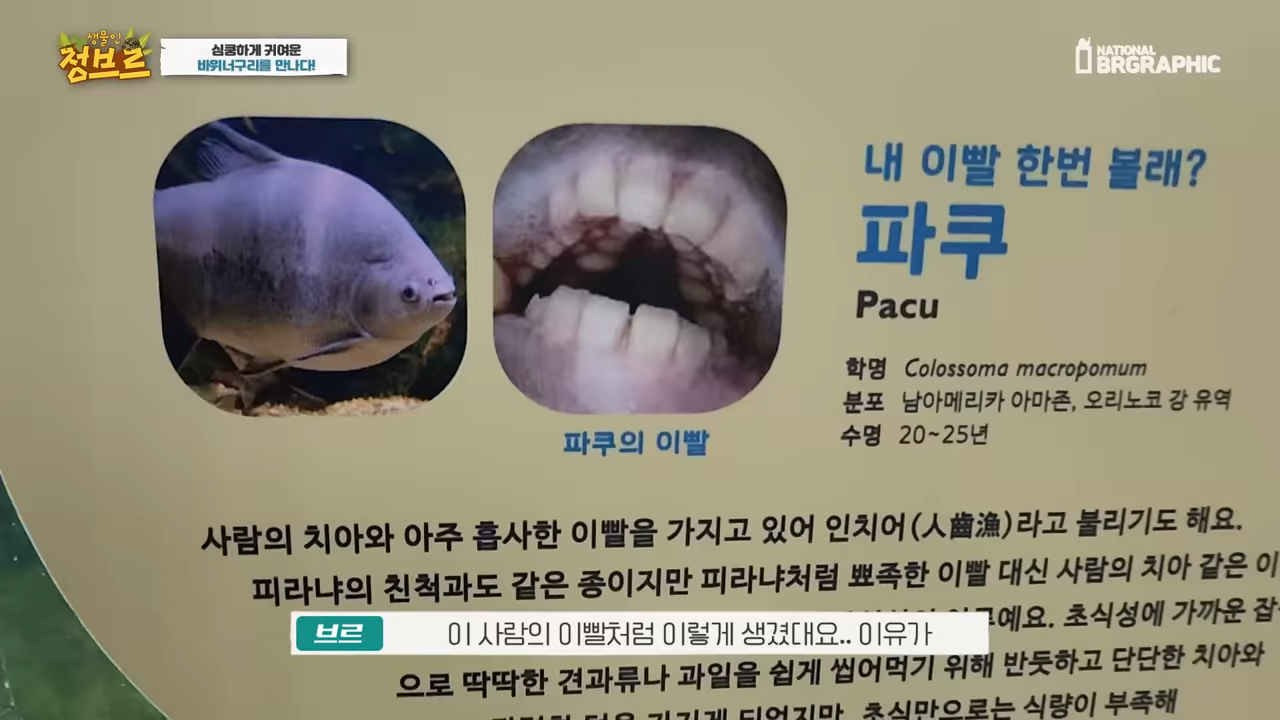 생물인
정브르
심쿵하게 귀여운
바위너구리를 만나다!
NATIONAL
BRGRAPHIC
내 이빨 한번 볼래?
파쿠
Pacu
학명 Colossoma macropomum
분포 남아메리카 아마존, 오리노코 강 유역
수명 20~25년
파쿠의 이빨
사람의 치아와 아주 흡사한 이빨을 가지고 있어 인치어(人齒漁)라고 불리기도 해요.
피라냐의 친척과도 같은 종이지만 피라냐처럼 뾰족한 이빨 대신 사람의 치아 같은 이
초식성에 가까운 잡
브르 이 사람의 이빨처럼 이렇게 생겼대요.. 이유가
으로 딱딱한 견과류나 과일을 쉽게 씹어먹기 위해 반듯하고 단단한 치아와
초식만으로는 식량이 부족해